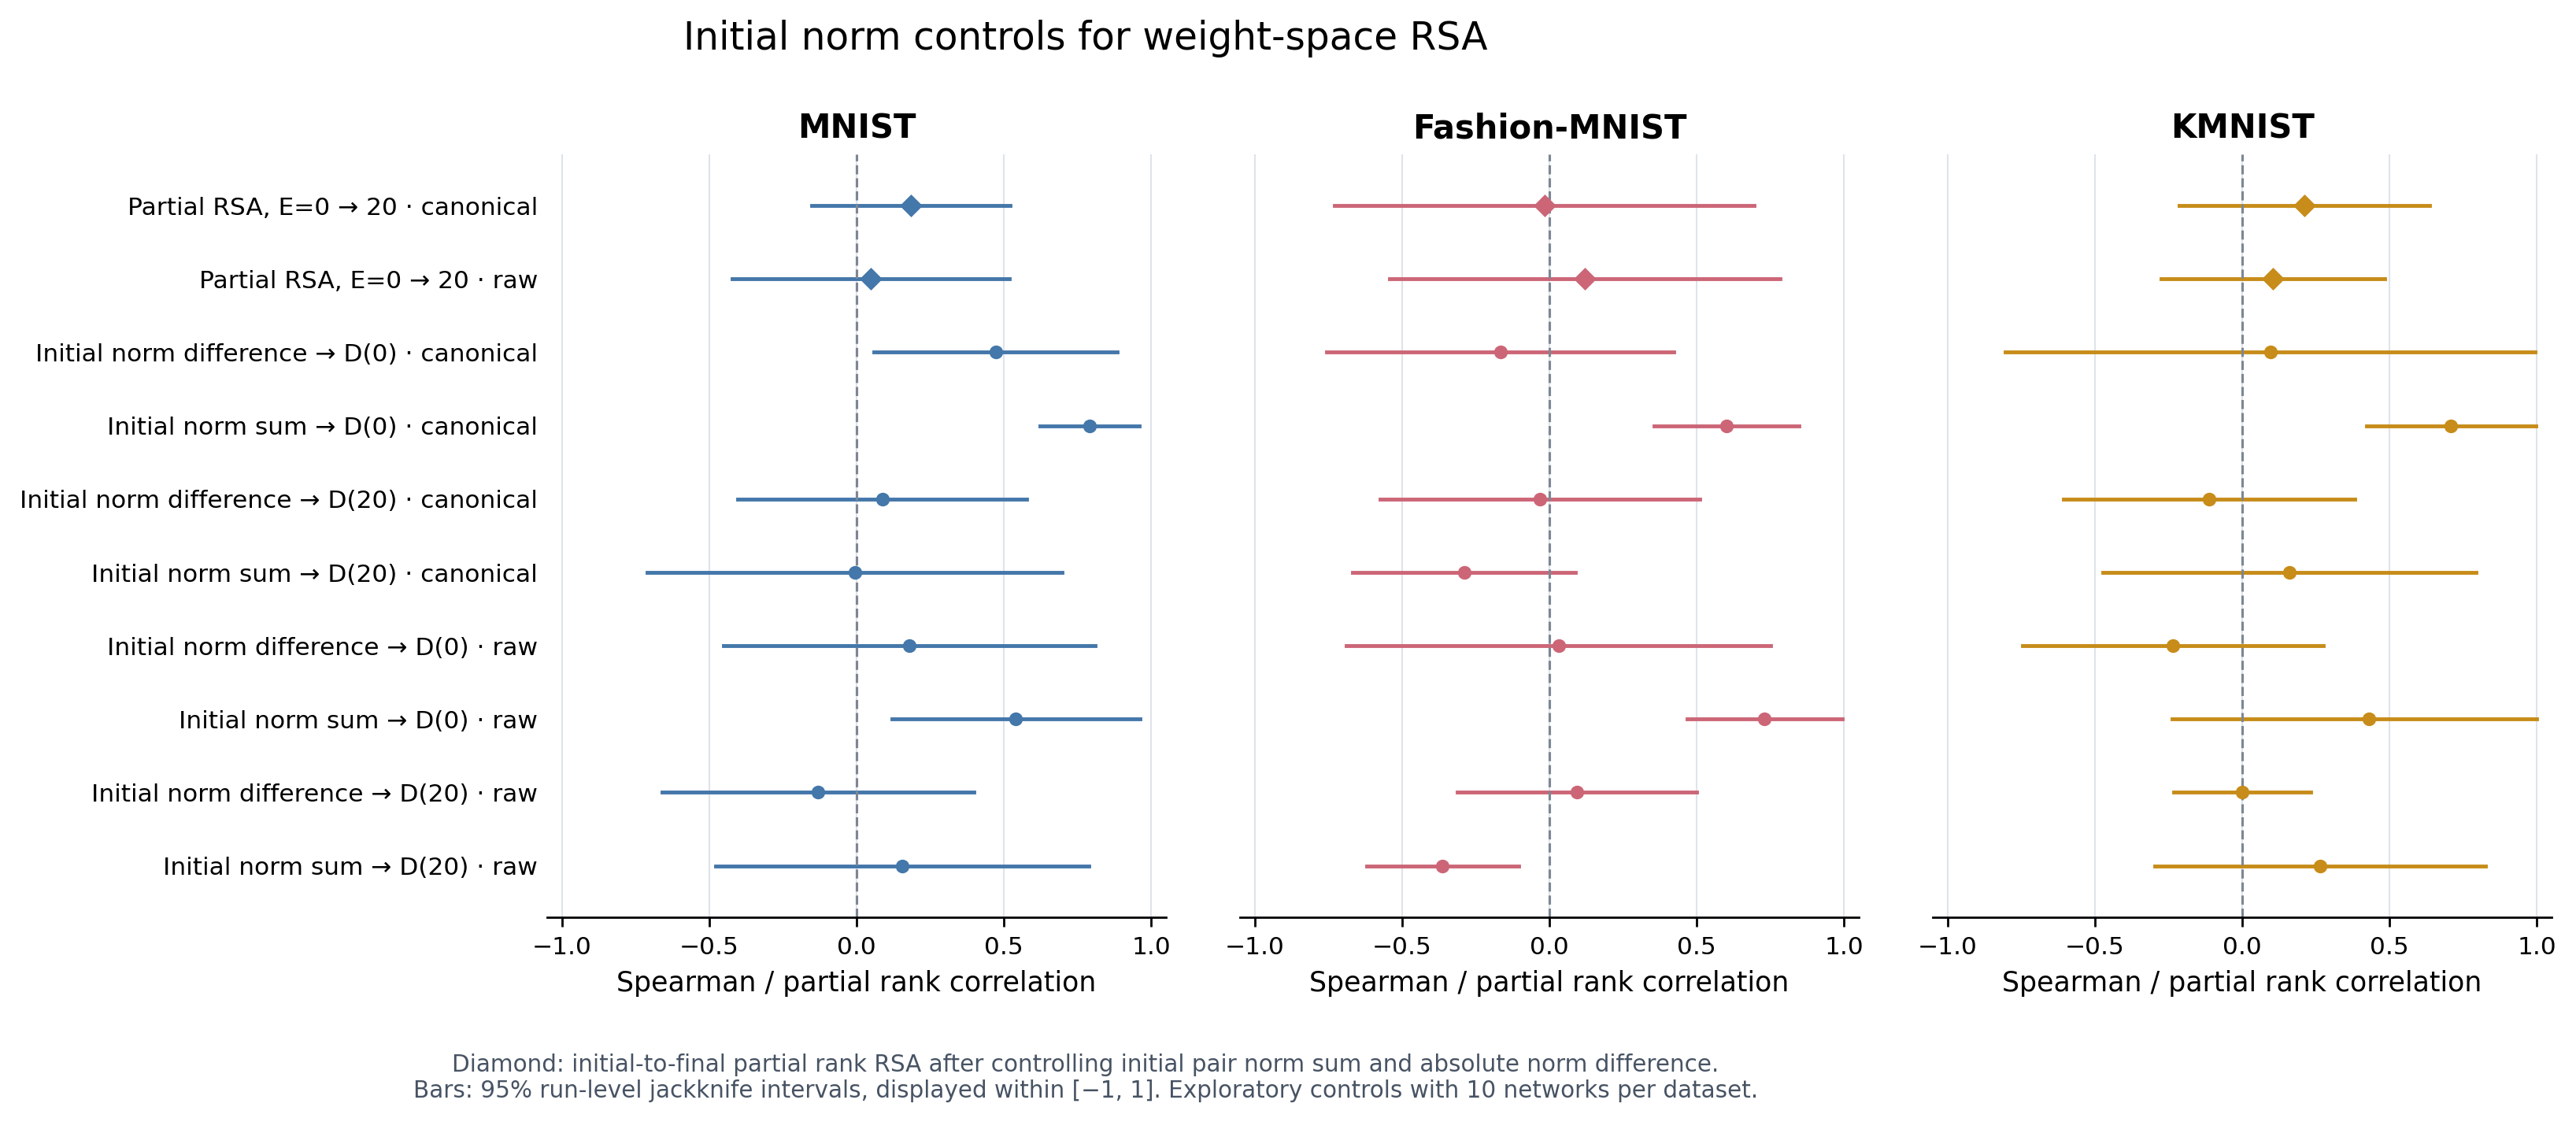 Initial norm controls for weight-space RSA
MNIST
Fashion-MNIST
KMNIST
Partial RSA, E=0 → 20 · canonical
Partial RSA, E=0 → 20 · raw
Initial norm difference → D(0) · canonical
Initial norm sum → D(0) · canonical
Initial norm difference → D(20) · canonical
Initial norm sum → D(20) · canonical
Initial norm difference → D(0) · raw
Initial norm sum → D(0) · raw
Initial norm difference → D(20) · raw
Initial norm sum → D(20) · raw
−1.0 −0.5 0.0 0.5 1.0
−1.0 −0.5 0.0 0.5 1.0
−1.0 −0.5 0.0 0.5 1.0
Spearman / partial rank correlation
Spearman / partial rank correlation
Spearman / partial rank correlation
Diamond: initial-to-final partial rank RSA after controlling initial pair norm sum and absolute norm difference.
Bars: 95% run-level jackknife intervals, displayed within [−1, 1]. Exploratory controls with 10 networks per dataset.